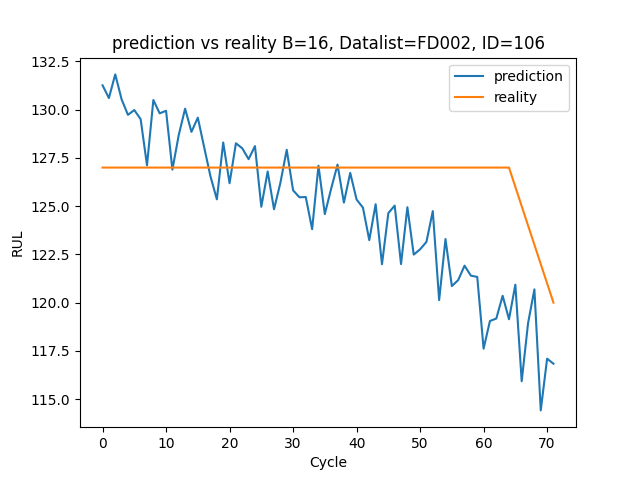 prediction vs reality B=16, Datalist=FD002, ID=106
prediction
reality
132.5
130.0
127.5
125.0
122.5
120.0
117.5
115.0
RUL
0 10 20 30 40 50 60 70
Cycle